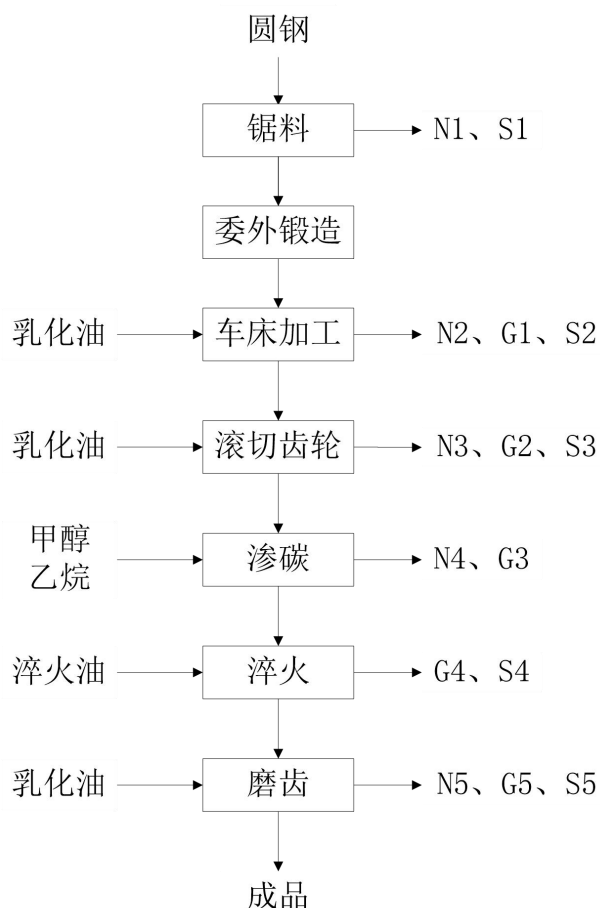 圆钢
锯料
N1、S1
委外锻造
乳化油
车床加工
N2、G1、S2
乳化油
滚切齿轮
N3、G2、S3
甲醇
乙烷
渗碳
N4、G3
淬火油
淬火
G4、S4
乳化油
磨齿
N5、G5、S5
成品